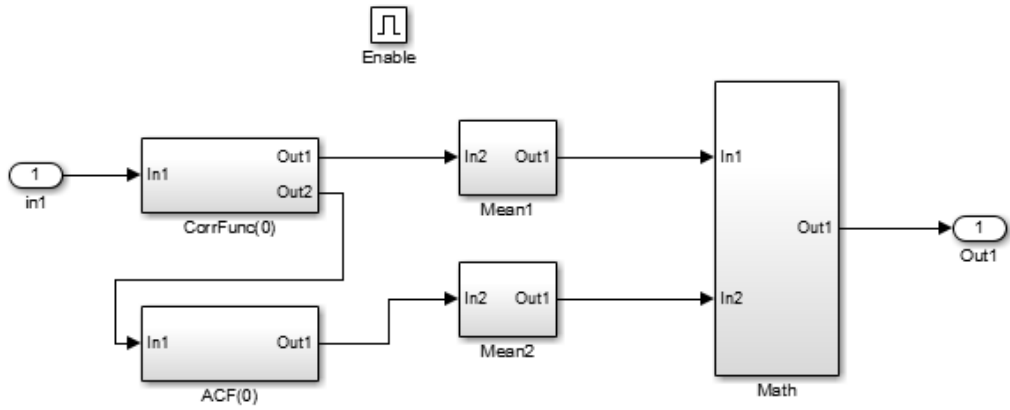 Enable
1
in1
In1
Out1
Out2
CorrFunc(0)
In2
Out1
Mean1
In1
Out1
ACF(0)
In2
Out1
Mean2
In1
In2
Out1
Math
1
Out1